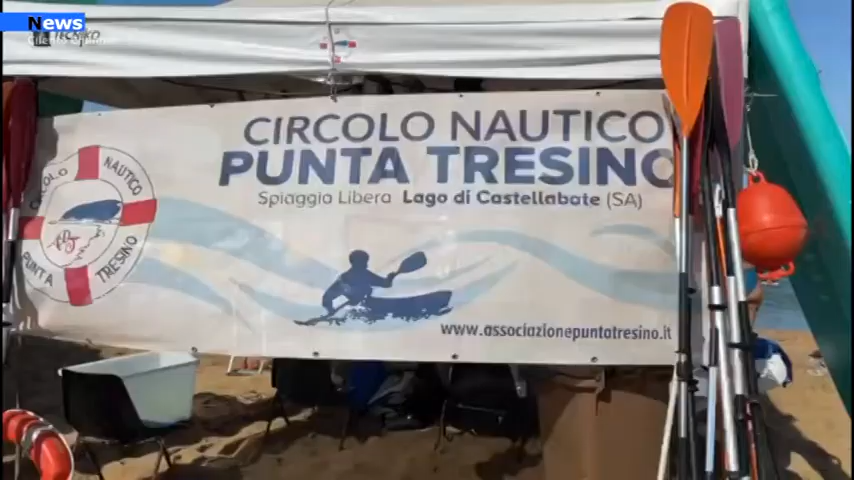 News
CIRCOLO NAUTICO
PUNTA TRESINO
Spiaggia Libera Lago di Castellabate (SA)
CIRCOLO NAUTICO
PUNTA TRESINO
www.associazionepuntatresino.it